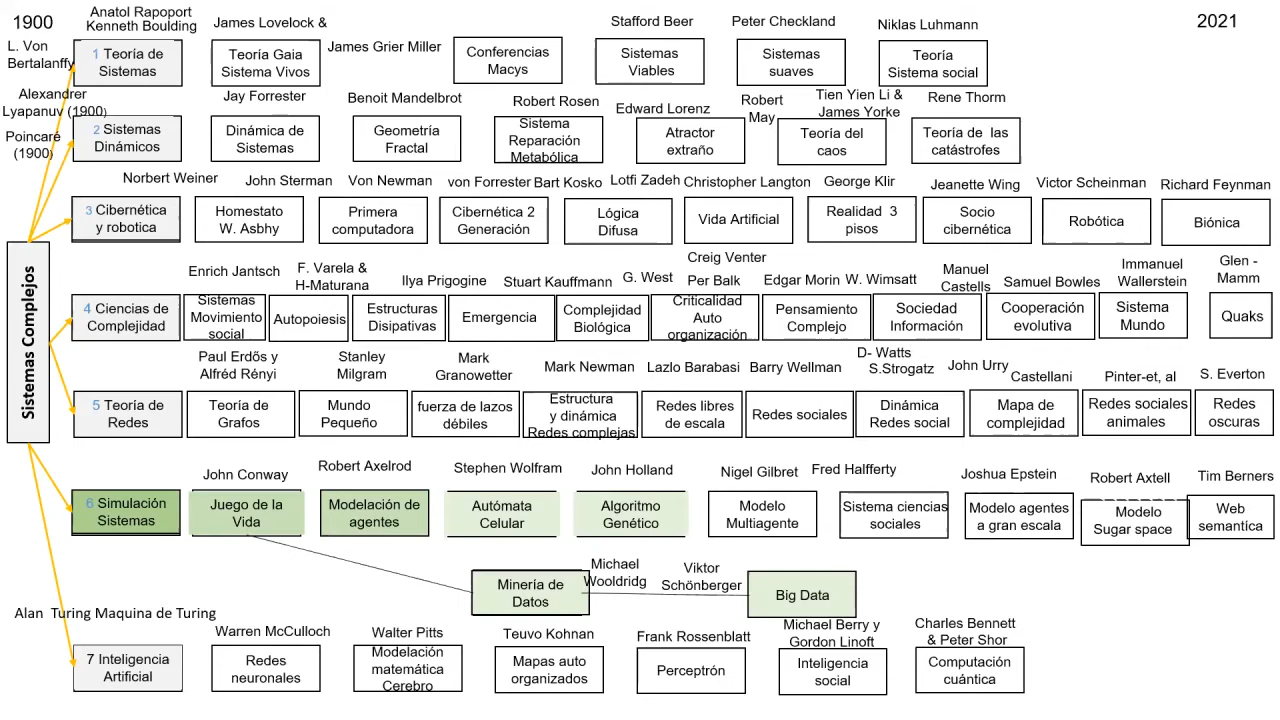 1900
2021
Anatol Rapoport
Kenneth Boulding
L. Von
Bertalanffy
1 Teoría de
Sistemas
James Lovelock &
Teoría Gaia
Sistema Vivos
James Grier Miller
Conferencias
Macys
Stafford Beer
Sistemas
Viables
Peter Checkland
Sistemas
suaves
Niklas Luhmann
Teoría
Sistema social
Alexandrer
Lyapanuv (1900)
Poincaré
(1900)
2 Sistemas
Dinámicos
Jay Forrester
Dinámica de
Sistemas
Benoit Mandelbrot
Geometría
Fractal
Robert Rosen
Sistema
Reparación
Metabólica
Edward Lorenz
Atractor
extraño
Robert
May
Tien Yien Li &
James Yorke
Teoría del
caos
Rene Thorm
Teoría de las
catástrofes
Norbert Weiner
3 Cibernética
y robotica
John Sterman
Homestato
W. Asbhy
Von Newman
Primera
computadora
von Forrester
Cibernética 2
Generación
Bart Kosko
Lotfi Zadeh
Lógica
Difusa
Christopher Langton
Vida Artificial
George Klir
Realidad 3
pisos
Jeanette Wing
Socio
cibernética
Victor Scheinman
Robótica
Richard Feynman
Biónica
Sistemas Complejos
4 Ciencias de
Complejidad
Enrich Jantsch
Sistemas
Movimiento
social
F. Varela &
H-Maturana
Autopoiesis
Ilya Prigogine
Estructuras
Disipativas
Stuart Kauffmann
Emergencia
G. West
Complejidad
Biológica
Creig Venter
Per Balk
Criticalidad
Auto
organización
Edgar Morin
Pensamiento
Complejo
W. Wimsatt
Manuel
Castells
Sociedad
Información
Samuel Bowles
Cooperación
evolutiva
Immanuel
Wallerstein
Sistema
Mundo
Glen -
Mamm
Quaks
5 Teoría de
Redes
Paul Erdős y
Alfréd Rényi
Teoría de
Grafos
Stanley
Milgram
Mundo
Pequeño
Mark
Granowetter
fuerza de lazos
débiles
Mark Newman
Estructura
y dinámica
Redes complejas
Lazlo Barabasi
Redes libres
de escala
Barry Wellman
Redes sociales
D- Watts
S.Strogatz
Dinámica
Redes social
John Urry
Castellani
Mapa de
complejidad
Pinter-et, al
Redes sociales
animales
S. Everton
Redes
oscuras
6 Simulación
Sistemas
John Conway
Juego de la
Vida
Robert Axelrod
Modelación de
agentes
Stephen Wolfram
Autómata
Celular
John Holland
Algoritmo
Genético
Nigel Gilbret
Modelo
Multiagente
Fred Halfferty
Sistema ciencias
sociales
Joshua Epstein
Modelo agentes
a gran escala
Robert Axtell
Modelo
Sugar space
Tim Berners
Web
semantíca
Minería de
Datos
Michael
Wooldridg
Viktor
Schönberger
Big Data
Alan Turing Maquina de Turing
7 Inteligencia
Artificial
Warren McCulloch
Redes
neuronales
Walter Pitts
Modelación
matemática
Cerebro
Teuvo Kohnan
Mapas auto
organizados
Frank Rossenblatt
Perceptrón
Michael Berry y
Gordon Linoft
Inteligencia
social
Charles Bennett
& Peter Shor
Computación
cuántica